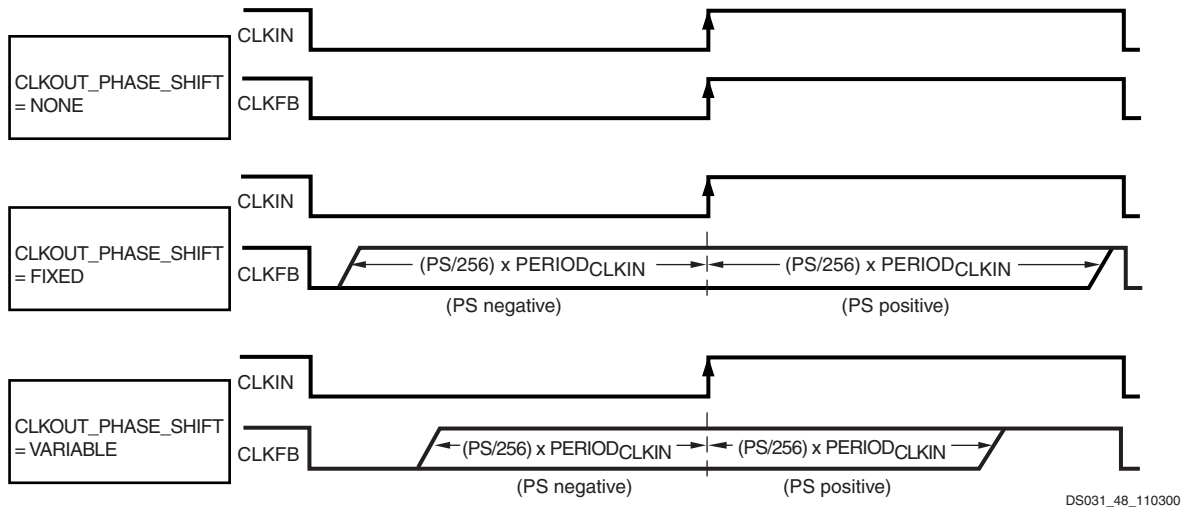 CLKIN
CLKOUT_PHASE_SHIFT
= NONE
CLKFB
CLKIN
CLKOUT_PHASE_SHIFT
= FIXED
CLKFB
(PS/256) x PERIODCLKIN
(PS/256) x PERIODCLKIN
(PS negative)
(PS positive)
CLKIN
CLKOUT_PHASE_SHIFT
= VARIABLE
CLKFB
(PS/256) x PERIODCLKIN
(PS/256) x PERIODCLKIN
(PS negative)
(PS positive)
DS031_48_110300